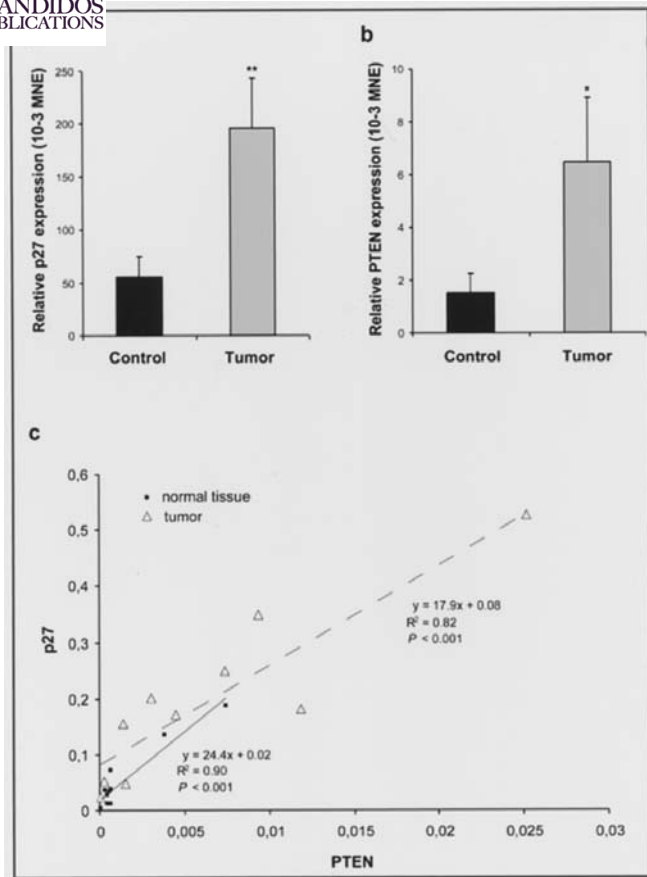 ANDIDOS
BLICATIONS
b
Relative p27 expression (10-3 MNE)
250
200
150
100
50
0
**
Control
Tumor
Relative PTEN expression (10-3 MNE)
10
8
6
4
2
0
*
Control
Tumor
c
p27
0,6
0,5
0,4
0,3
0,2
0,1
0
normal tissue
tumor
y = 17.9x + 0.08
R² = 0.82
P < 0.001
y = 24.4x + 0.02
R² = 0.90
P < 0.001
0
0,005
0,01
0,015
0,02
0,025
0,03
PTEN